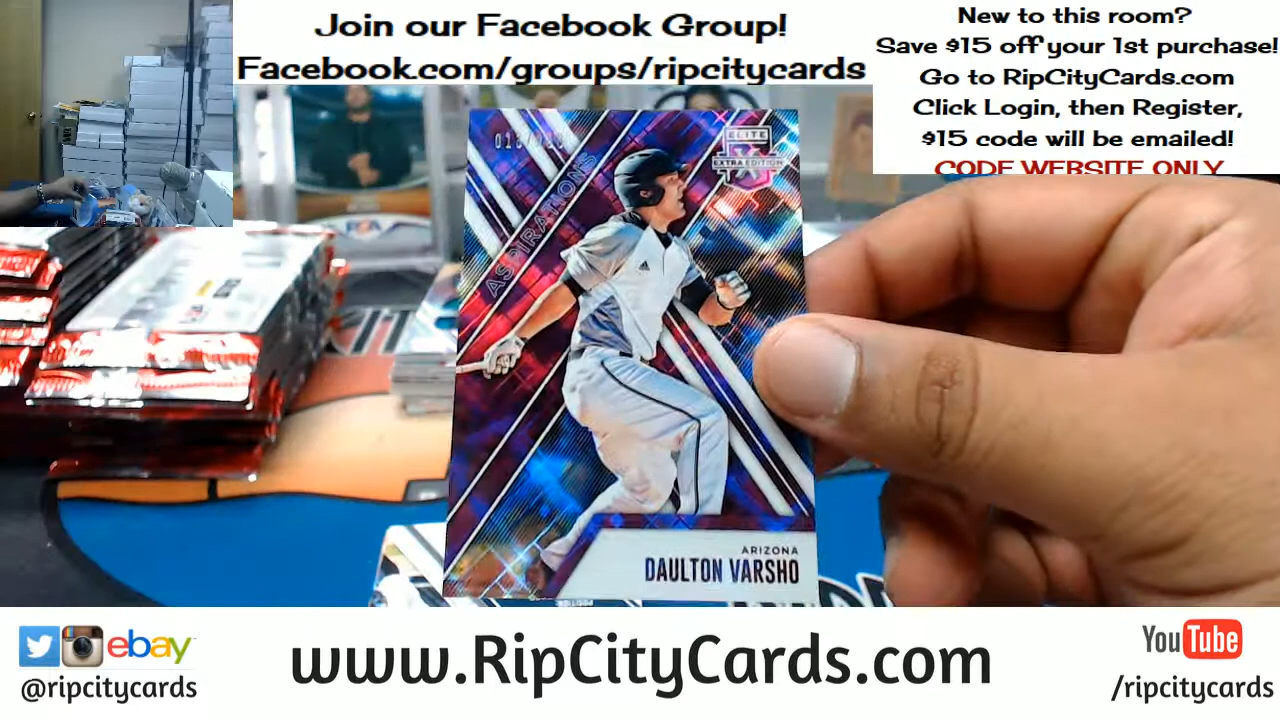 Join our Facebook Group!
Facebook.com/groups/ripcitycards
New to this room?
Save $15 off your 1st purchase!
Go to RipCityCards.com
Click Login, then Register,
$15 code will be emailed!
CODE WEBSITE ONLY
ELITE
EXTRA EDITION
ASPIRATIONS
ARIZONA
DAULTON VARSHO
ebay
@ripcitycards
www.RipCityCards.com
YouTube
/ripcitycards